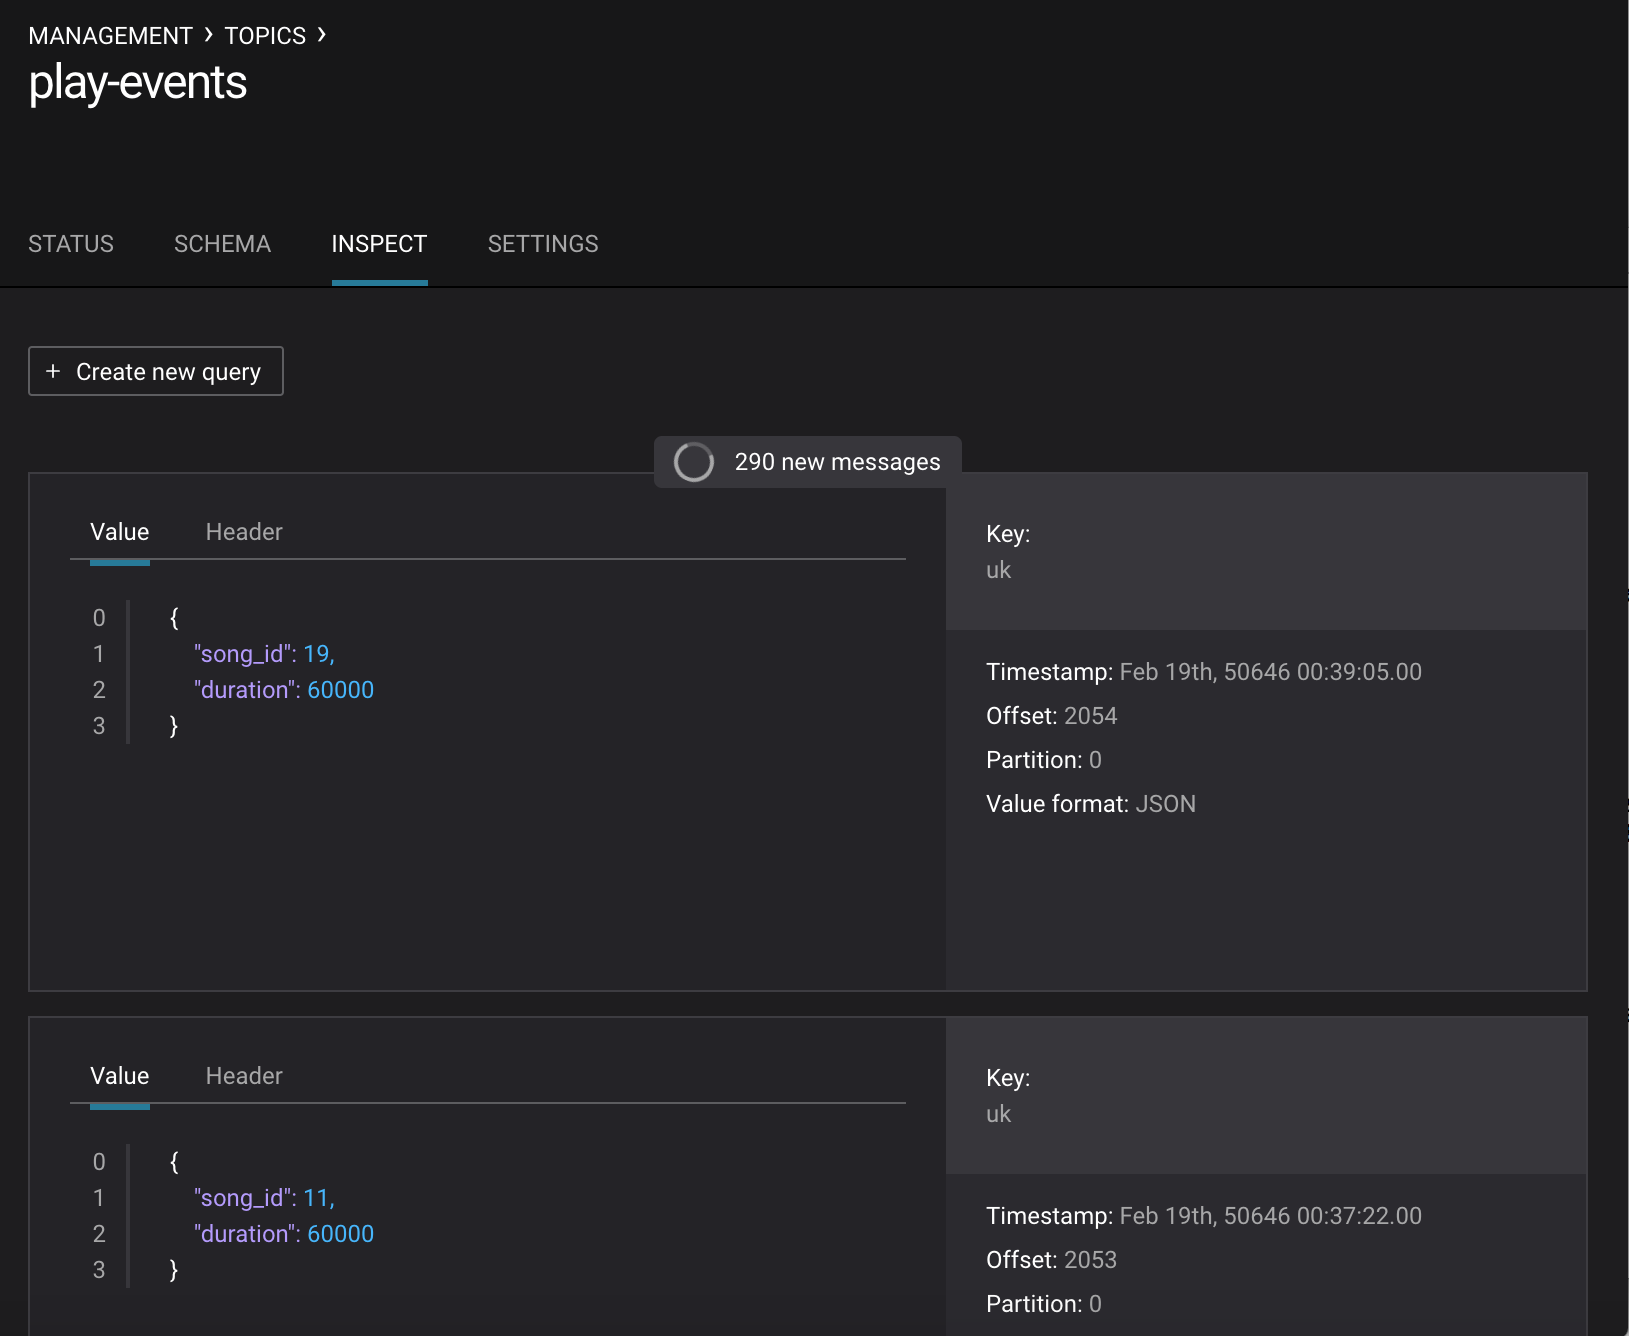 MANAGEMENT › TOPICS ›
play-events
STATUS SCHEMA INSPECT SETTINGS
+ Create new query
290 new messages
Value Header
0 {
1 "song_id": 19,
2 "duration": 60000
3 }
Key:
uk
Timestamp: Feb 19th, 50646 00:39:05.00
Offset: 2054
Partition: 0
Value format: JSON
Value Header
0 {
1 "song_id": 11,
2 "duration": 60000
3 }
Key:
uk
Timestamp: Feb 19th, 50646 00:37:22.00
Offset: 2053
Partition: 0